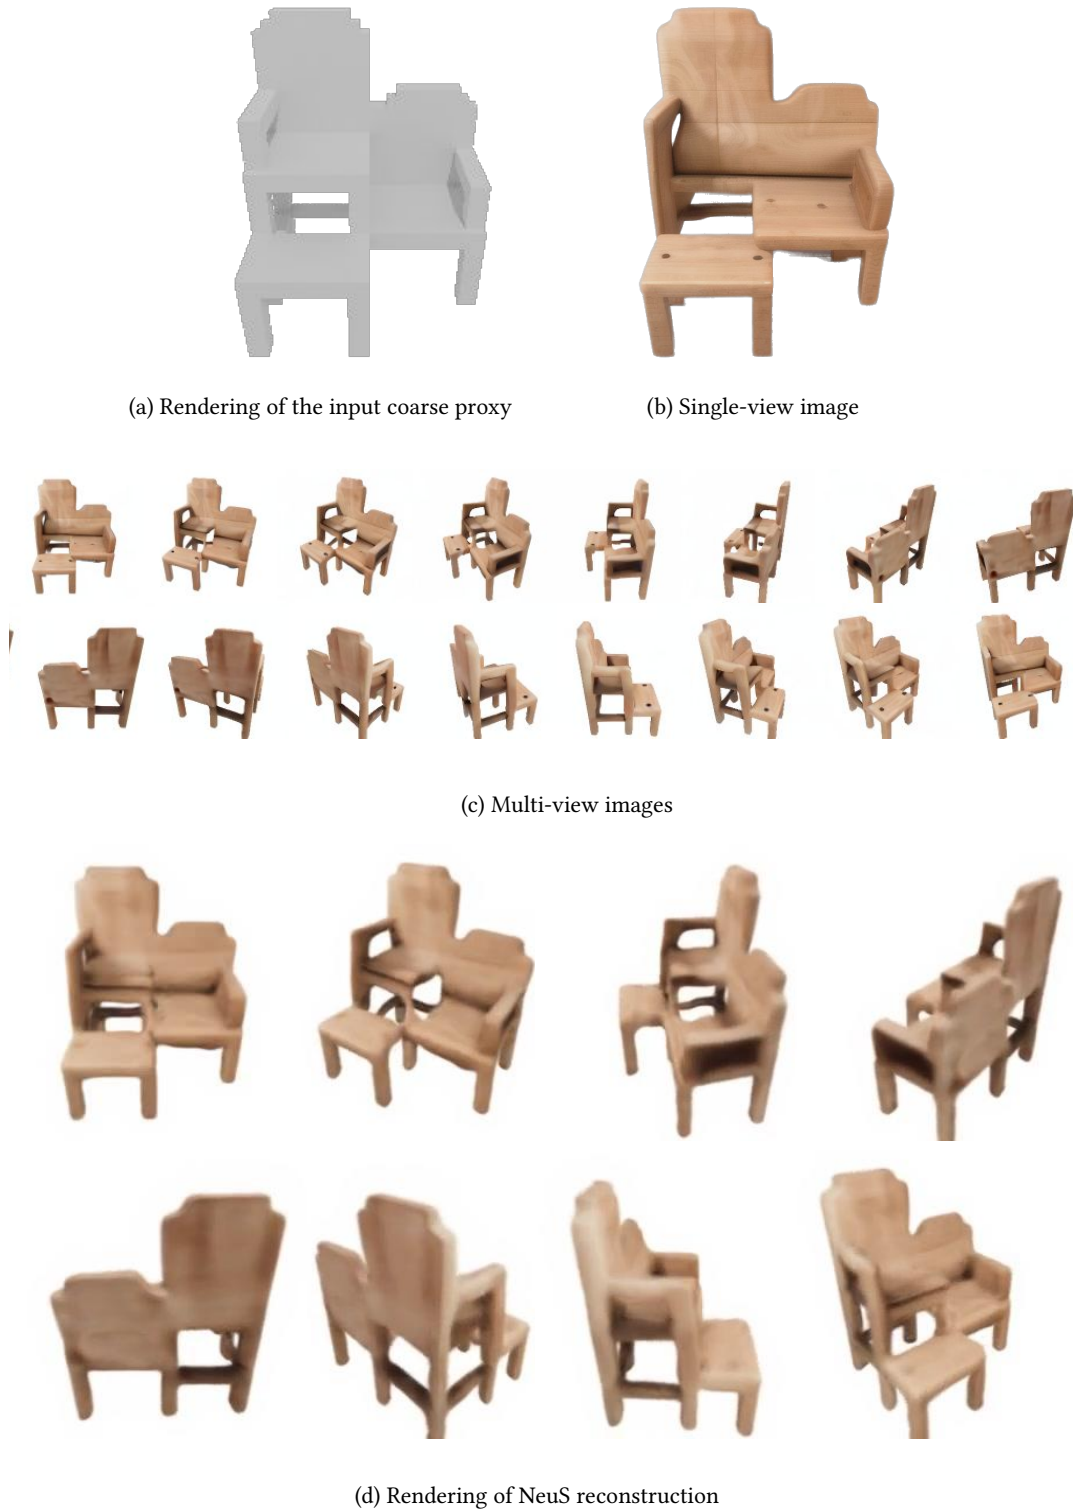 (a) Rendering of the input coarse proxy
(b) Single-view image
(c) Multi-view images
(d) Rendering of NeuS reconstruction